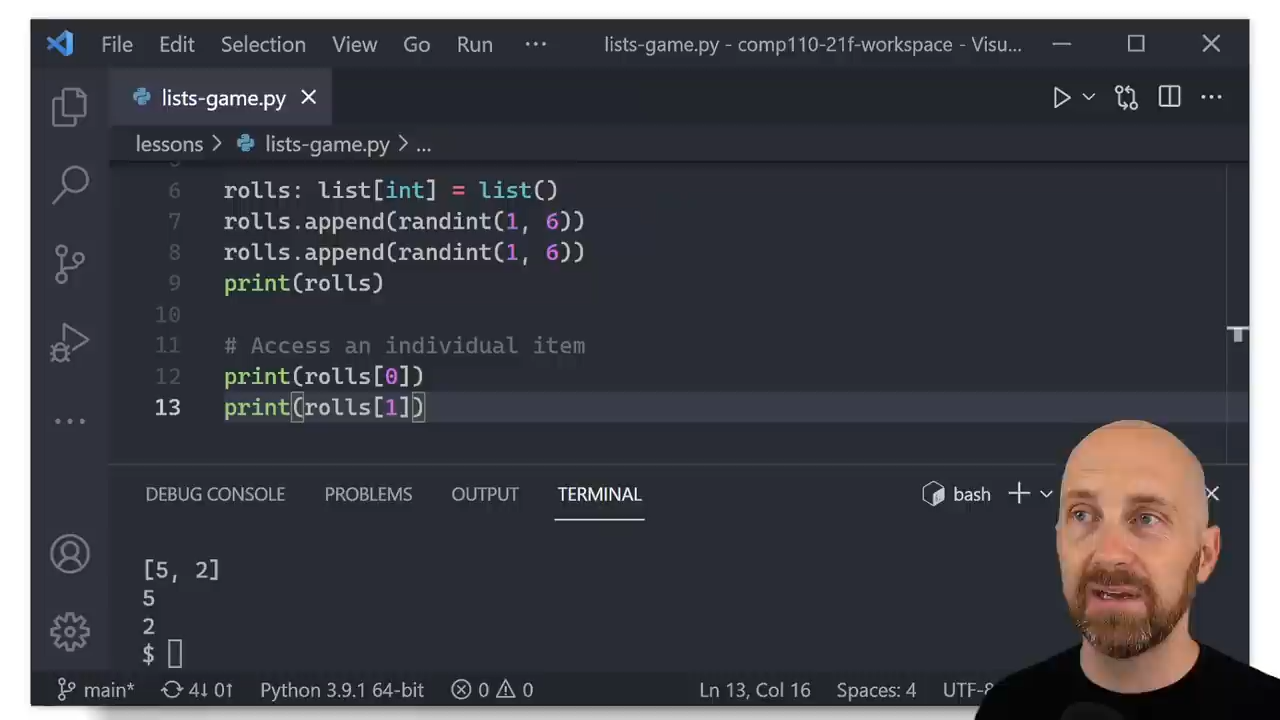 File Edit Selection View Go Run ··· lists-game.py - comp110-21f-workspace - Visu...
lists-game.py
lessons > lists-game.py > ...
6 rolls: list[int] = list()
7 rolls.append(randint(1, 6))
8 rolls.append(randint(1, 6))
9 print(rolls)
10
11 # Access an individual item
12 print(rolls[0])
13 print(rolls[1])
DEBUG CONSOLE PROBLEMS OUTPUT TERMINAL bash
[5, 2]
5
2
$
main* 4↓ 0↑ Python 3.9.1 64-bit 0 0 Ln 13, Col 16 Spaces: 4 UTF-8